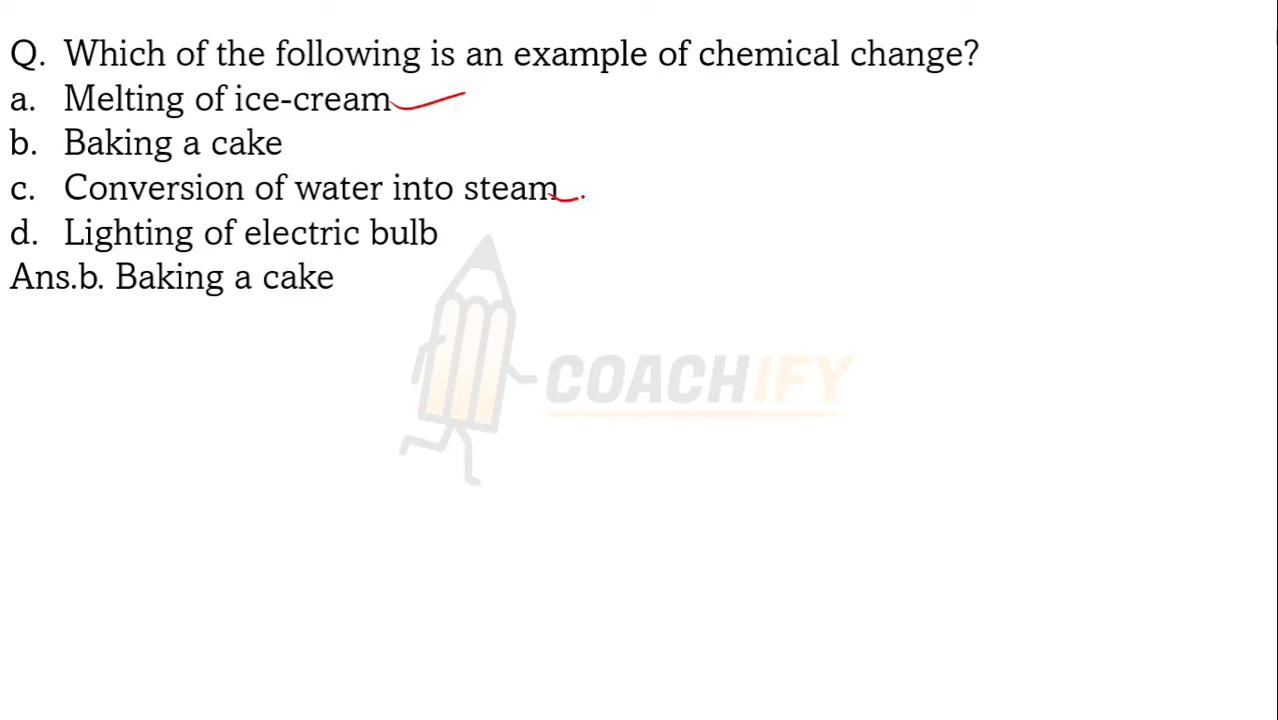 Q. Which of the following is an example of chemical change?
a. Melting of ice-cream
b. Baking a cake
c. Conversion of water into steam
d. Lighting of electric bulb
Ans.b. Baking a cake
COACHIFY